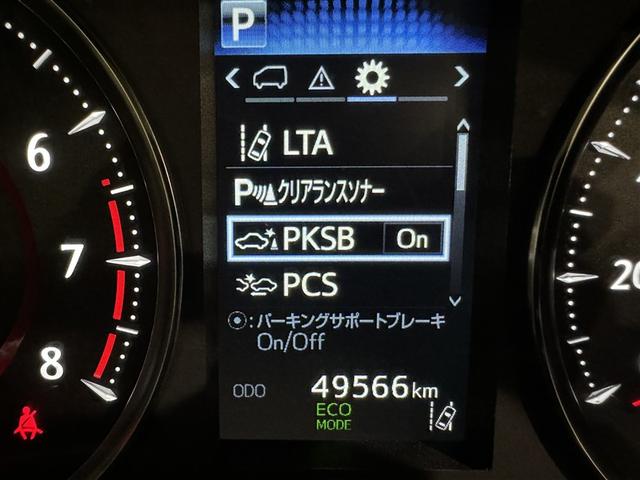 P
LTA
P クリアランスソナー
PKSB On
PCS
:パーキングサポートブレーキ
On/Off
ODO 49566km
ECO
MODE
6
7
8
20